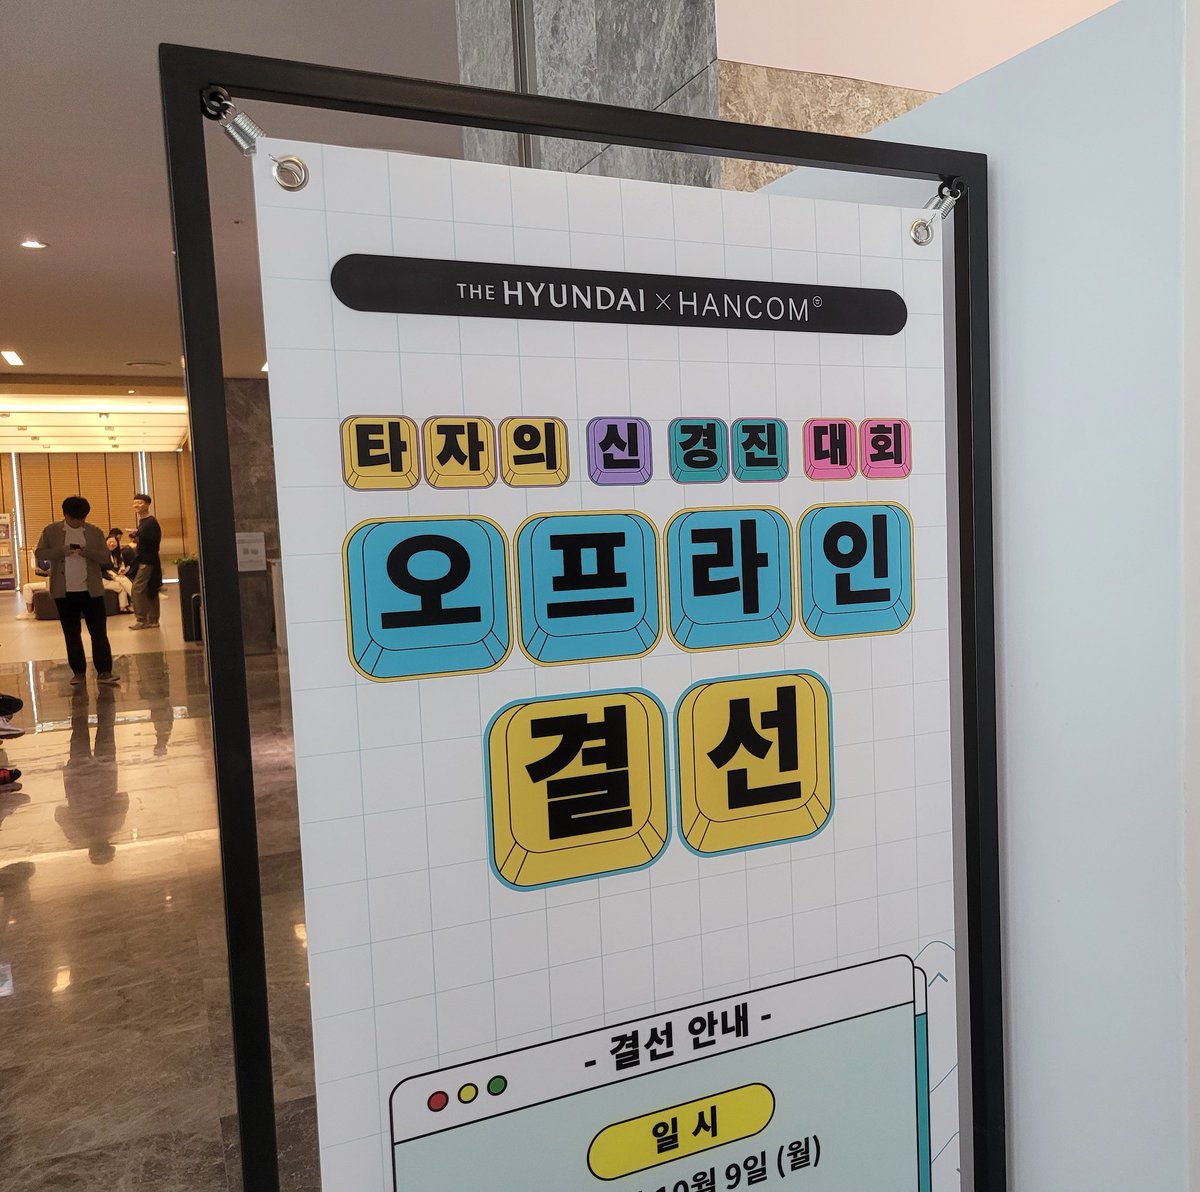 THE HYUNDAI × HANCOM
타자의 신 경진 대회
오프라인
결선
- 결선 안내 -
일 시
10월 9일 (월)